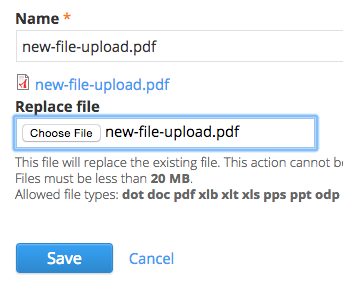 Name *
new-file-upload.pdf
new-file-upload.pdf
Replace file
Choose File new-file-upload.pdf
This file will replace the existing file. This action cannot be
Files must be less than 20 MB.
Allowed file types: dot doc pdf xlb xlt xls pps ppt odp
Save Cancel